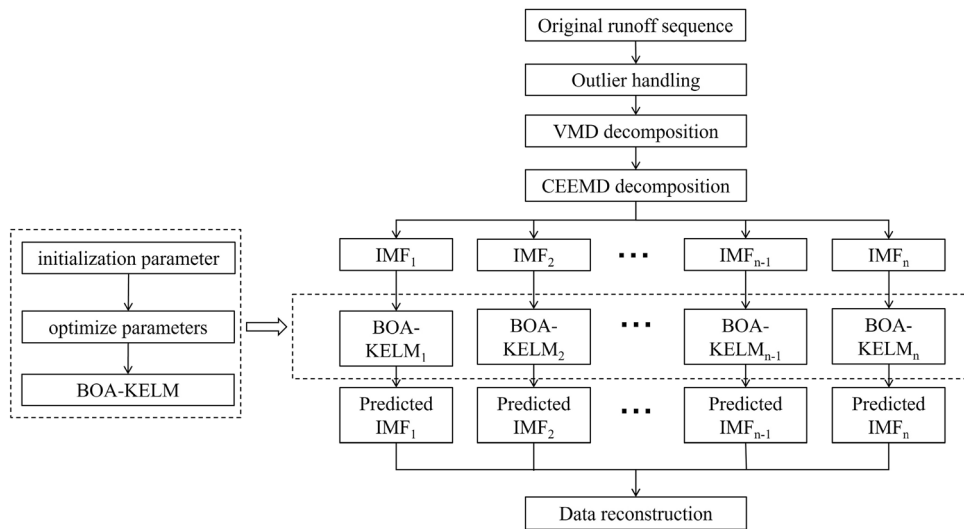 Original runoff sequence
Outlier handling
VMD decomposition
CEEMD decomposition
initialization parameter
optimize parameters
BOA-KELM
IMF₁
IMF₂
...
IMFₙ₋₁
IMFₙ
BOA-
KELM₁
BOA-
KELM₂
...
BOA-
KELMₙ₋₁
BOA-
KELMₙ
Predicted
IMF₁
Predicted
IMF₂
...
Predicted
IMFₙ₋₁
Predicted
IMFₙ
Data reconstruction